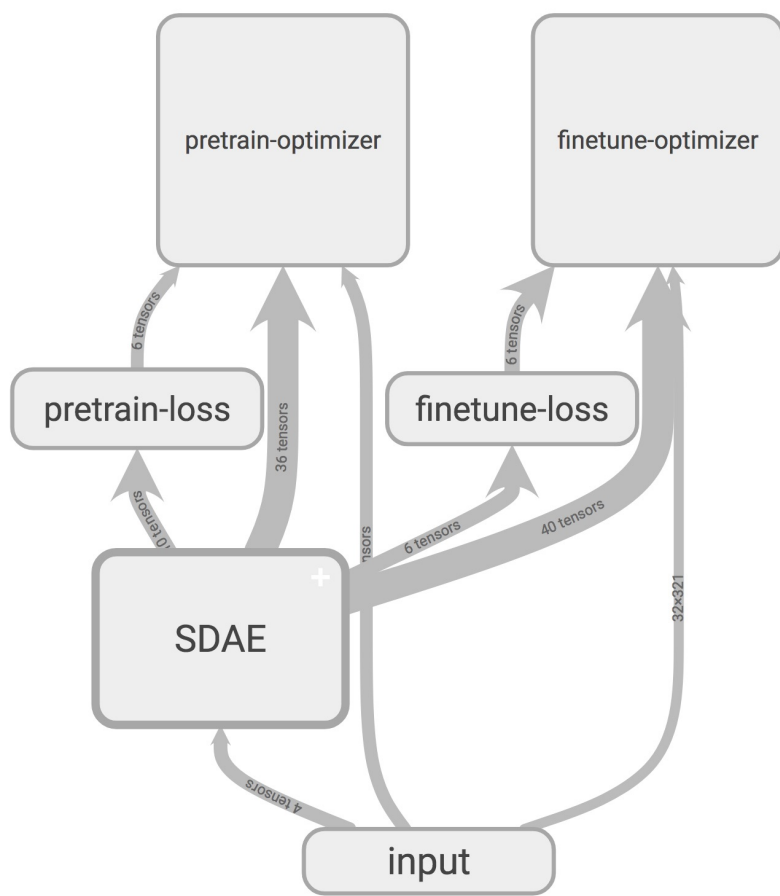 pretrain-optimizer
finetune-optimizer
6 tensors
6 tensors
pretrain-loss
finetune-loss
36 tensors
tensors
6 tensors
40 tensors
+
SDAE
32×321
4 tensors
input